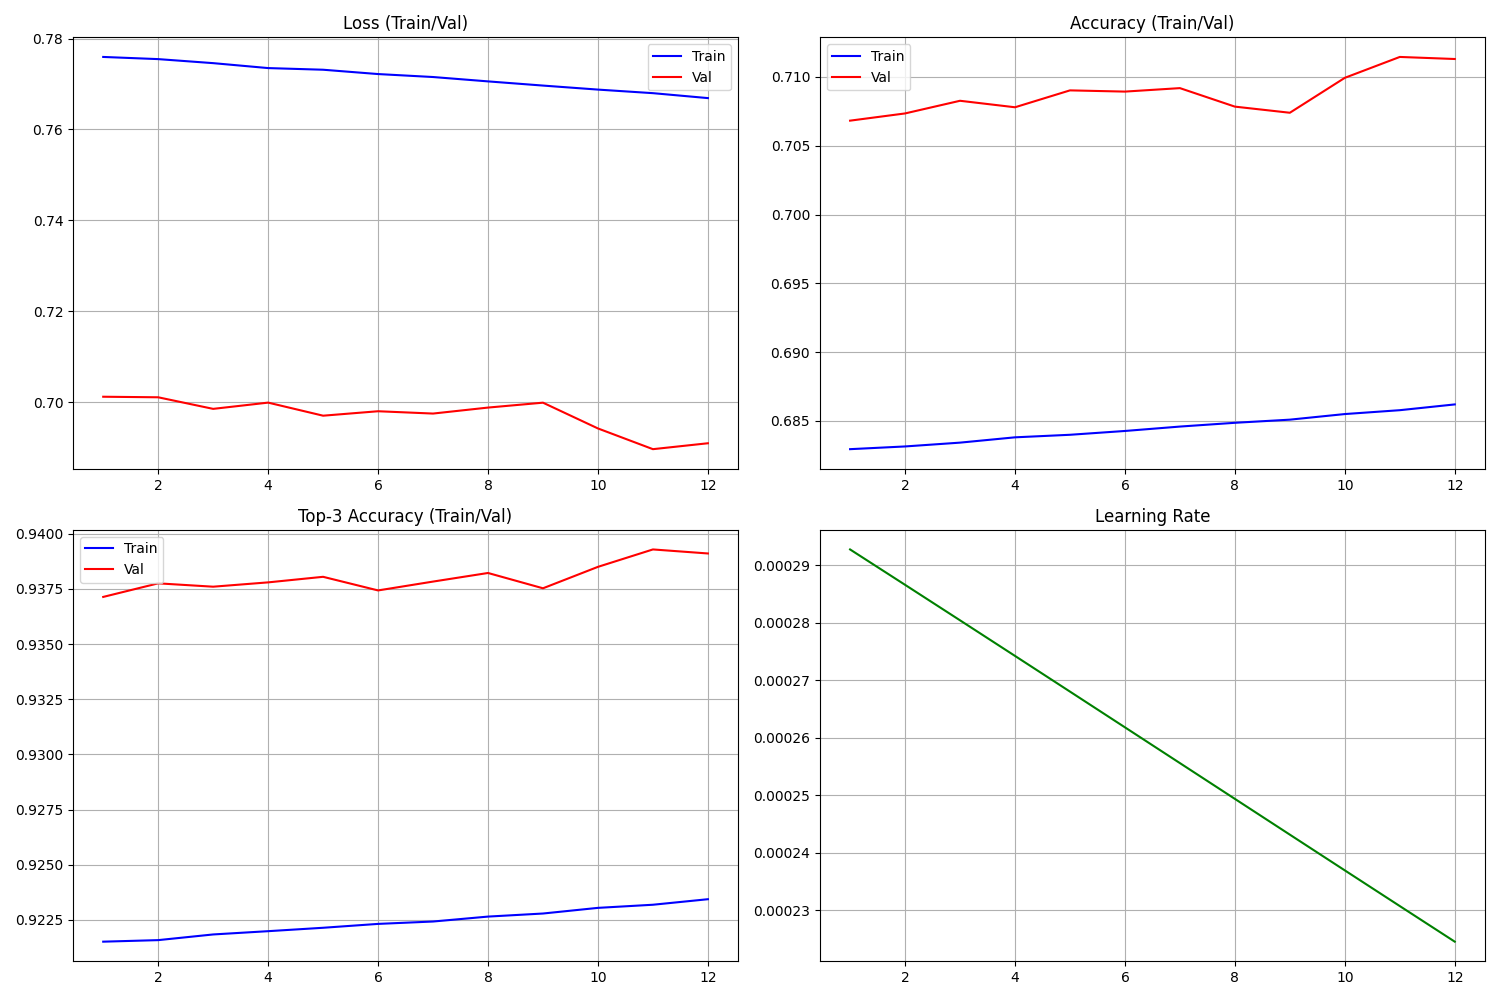 Loss (Train/Val)
0.78
0.76
0.74
0.72
0.70
Train
Val
2 4 6 8 10 12
Accuracy (Train/Val)
0.710
0.705
0.700
0.695
0.690
0.685
Train
Val
2 4 6 8 10 12
Top-3 Accuracy (Train/Val)
0.9400
0.9375
0.9350
0.9325
0.9300
0.9275
0.9250
0.9225
Train
Val
2 4 6 8 10 12
Learning Rate
0.00029
0.00028
0.00027
0.00026
0.00025
0.00024
0.00023
2 4 6 8 10 12